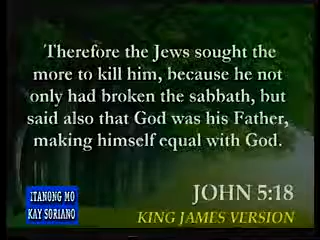 Therefore the Jews sought the
more to kill him, because he not
only had broken the sabbath, but
said also that God was his Father,
making himself equal with God.
JOHN 5:18
KING JAMES VERSION
ITANONG MO
KAY SORIANO